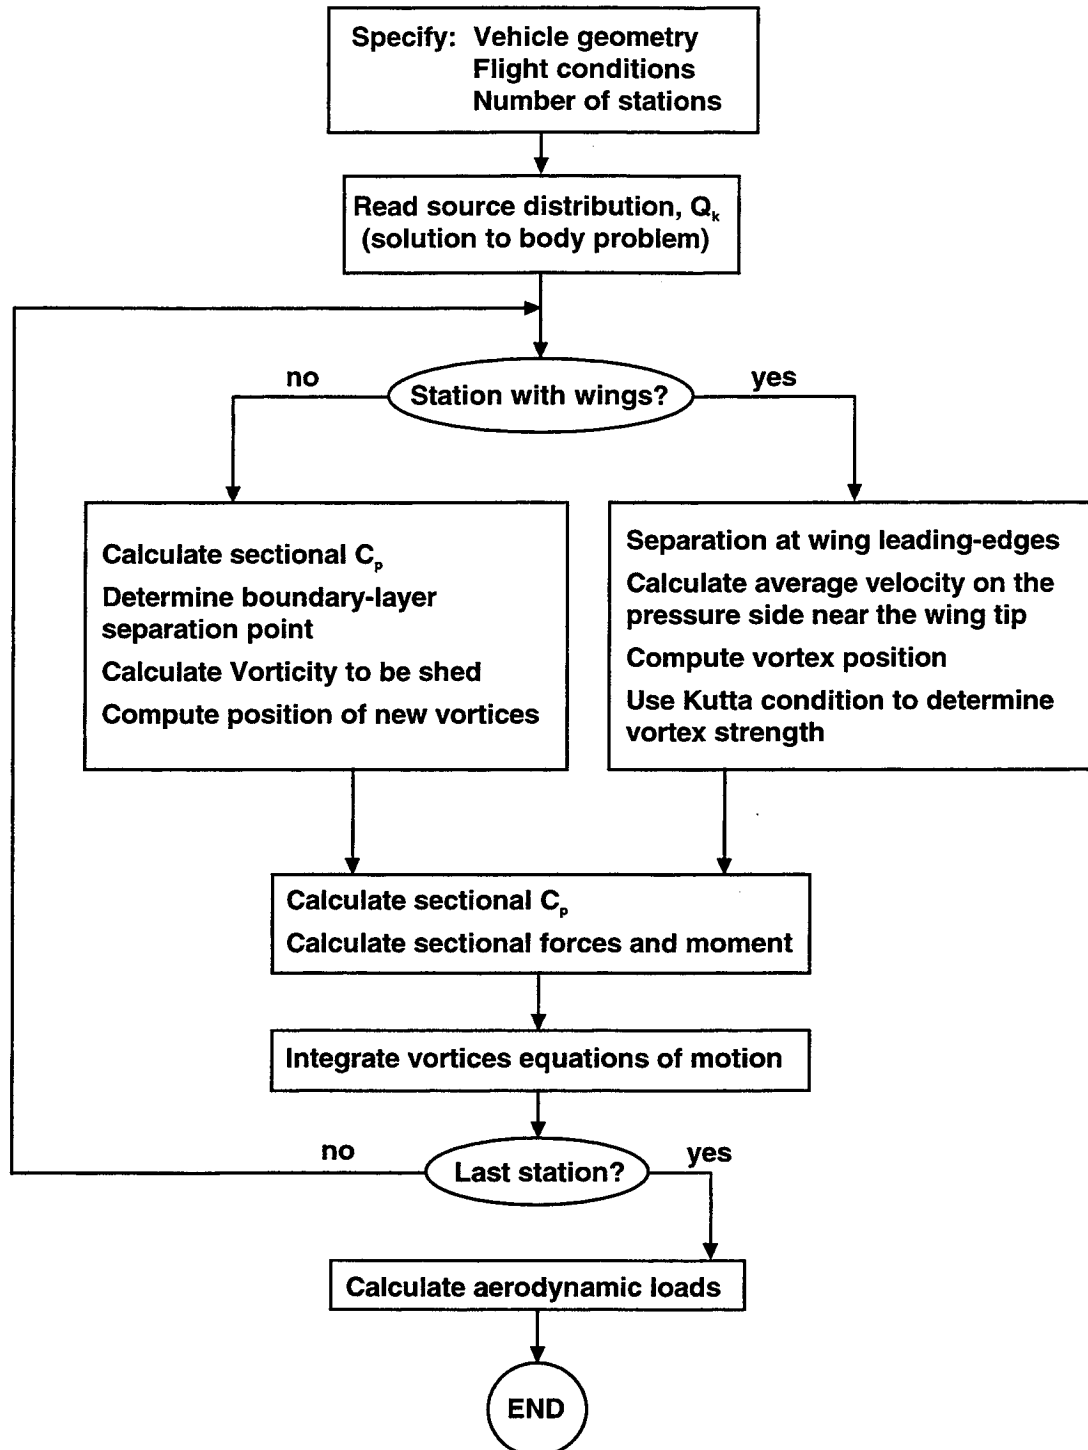 Specify: Vehicle geometry
Flight conditions
Number of stations
Read source distribution, Qk
(solution to body problem)
no
Station with wings?
yes
Calculate sectional Cp
Determine boundary-layer
separation point
Calculate Vorticity to be shed
Compute position of new vortices
Separation at wing leading-edges
Calculate average velocity on the
pressure side near the wing tip
Compute vortex position
Use Kutta condition to determine
vortex strength
Calculate sectional Cp
Calculate sectional forces and moment
Integrate vortices equations of motion
no
Last station?
yes
Calculate aerodynamic loads
END